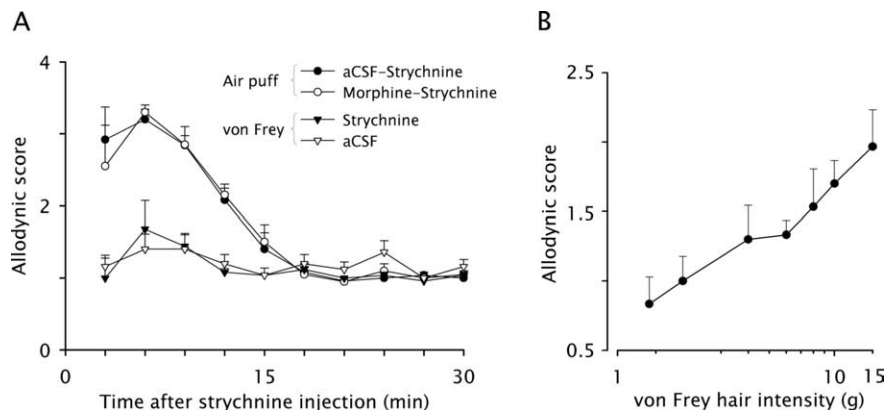 A
4
2
0
Allodynic score
0
15
30
Time after strychnine injection (min)
Air puff
aCSF-Strychnine
Morphine-Strychnine
von Frey
Strychnine
aCSF
B
2.5
1.5
0.5
Allodynic score
1
10
15
von Frey hair intensity (g)